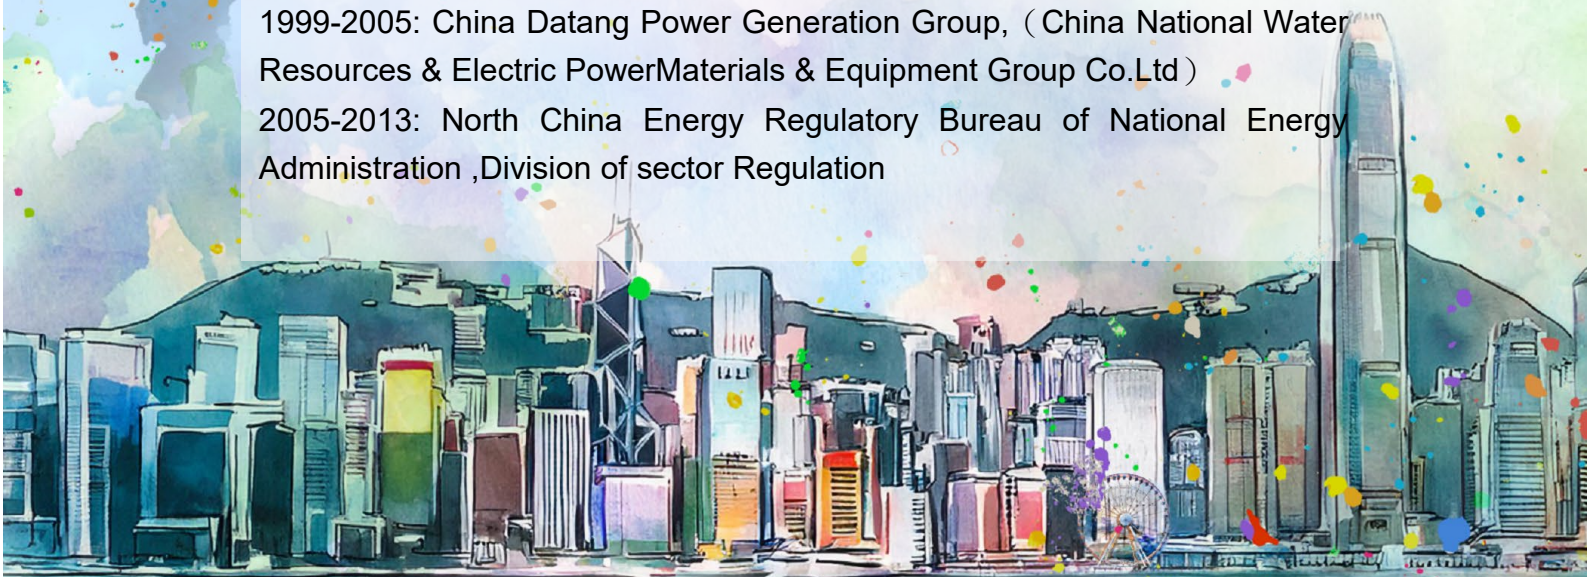 1999-2005: China Datang Power Generation Group,（China National Water
Resources & Electric PowerMaterials & Equipment Group Co.Ltd）
2005-2013: North China Energy Regulatory Bureau of National Energy
Administration ,Division of sector Regulation